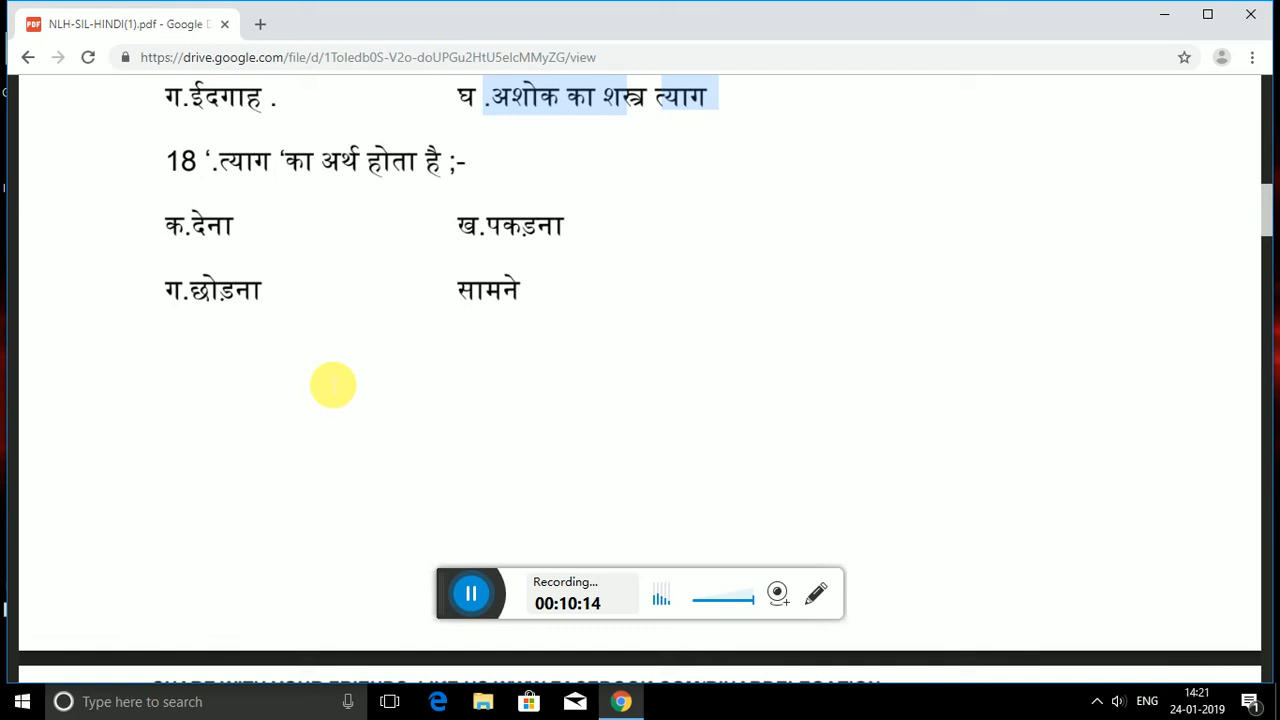 NLH-SIL-HINDI(1).pdf - Google D
https://drive.google.com/file/d/1Toledb0S-V2o-doUPGu2HtU5elcMMyZG/view
ग.ईदगाह . घ .अशोक का शस्त्र त्याग
18 ‘.त्याग ‘का अर्थ होता है ;-
क.देना ख.पकड़ना
ग.छोड़ना सामने
Recording...
00:10:14
Type here to search
ENG
14:21
24-01-2019